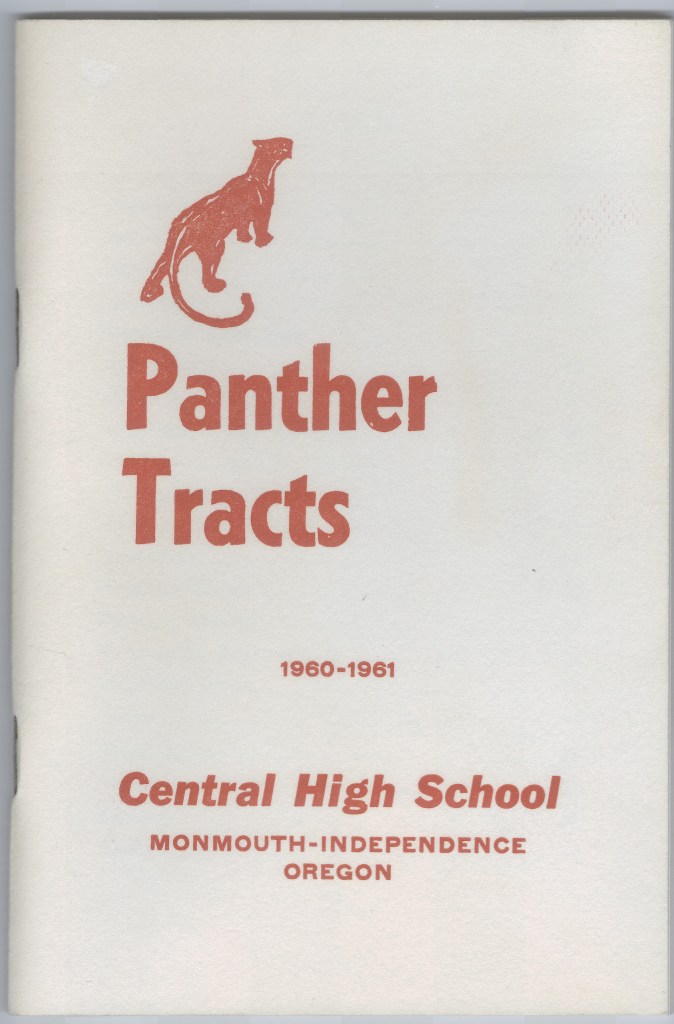 Panther
Tracts
1960-1961
Central High School
MONMOUTH-INDEPENDENCE
OREGON